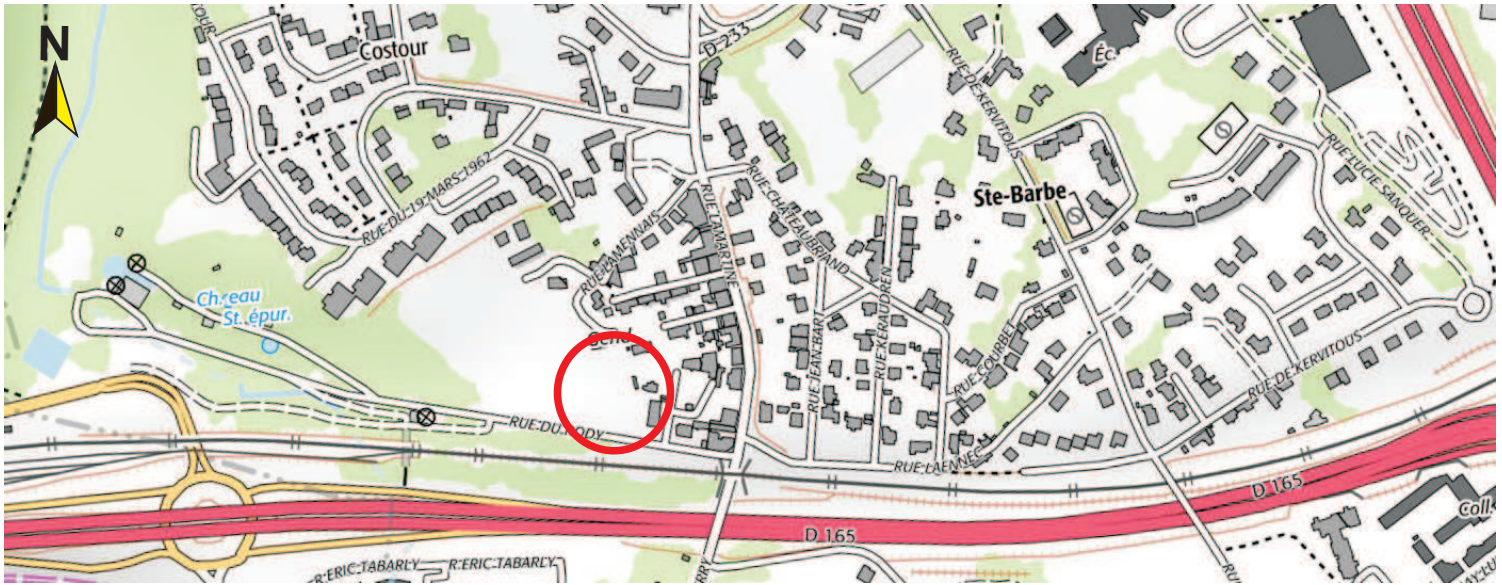 N
Costour
D 233
RUE DE KERVITOUS
Éc.
RUE LUCIE SANQUER
RUE DU 19 MARS 1962
RUE LAMENNAIS
RUE LAMARTINE
RUE CHATEAUBRIAND
Ste-Barbe
RUE JEAN BART
RUE KERAUDREN
RUE COURBET
RUE DE KERVITOUS
Ch. eau
St. épur.
RUE DU RODY
RUE LAENNEC
D 165
D 165
Coll.
R. ERIC TABARLY
R. ERIC TABARLY